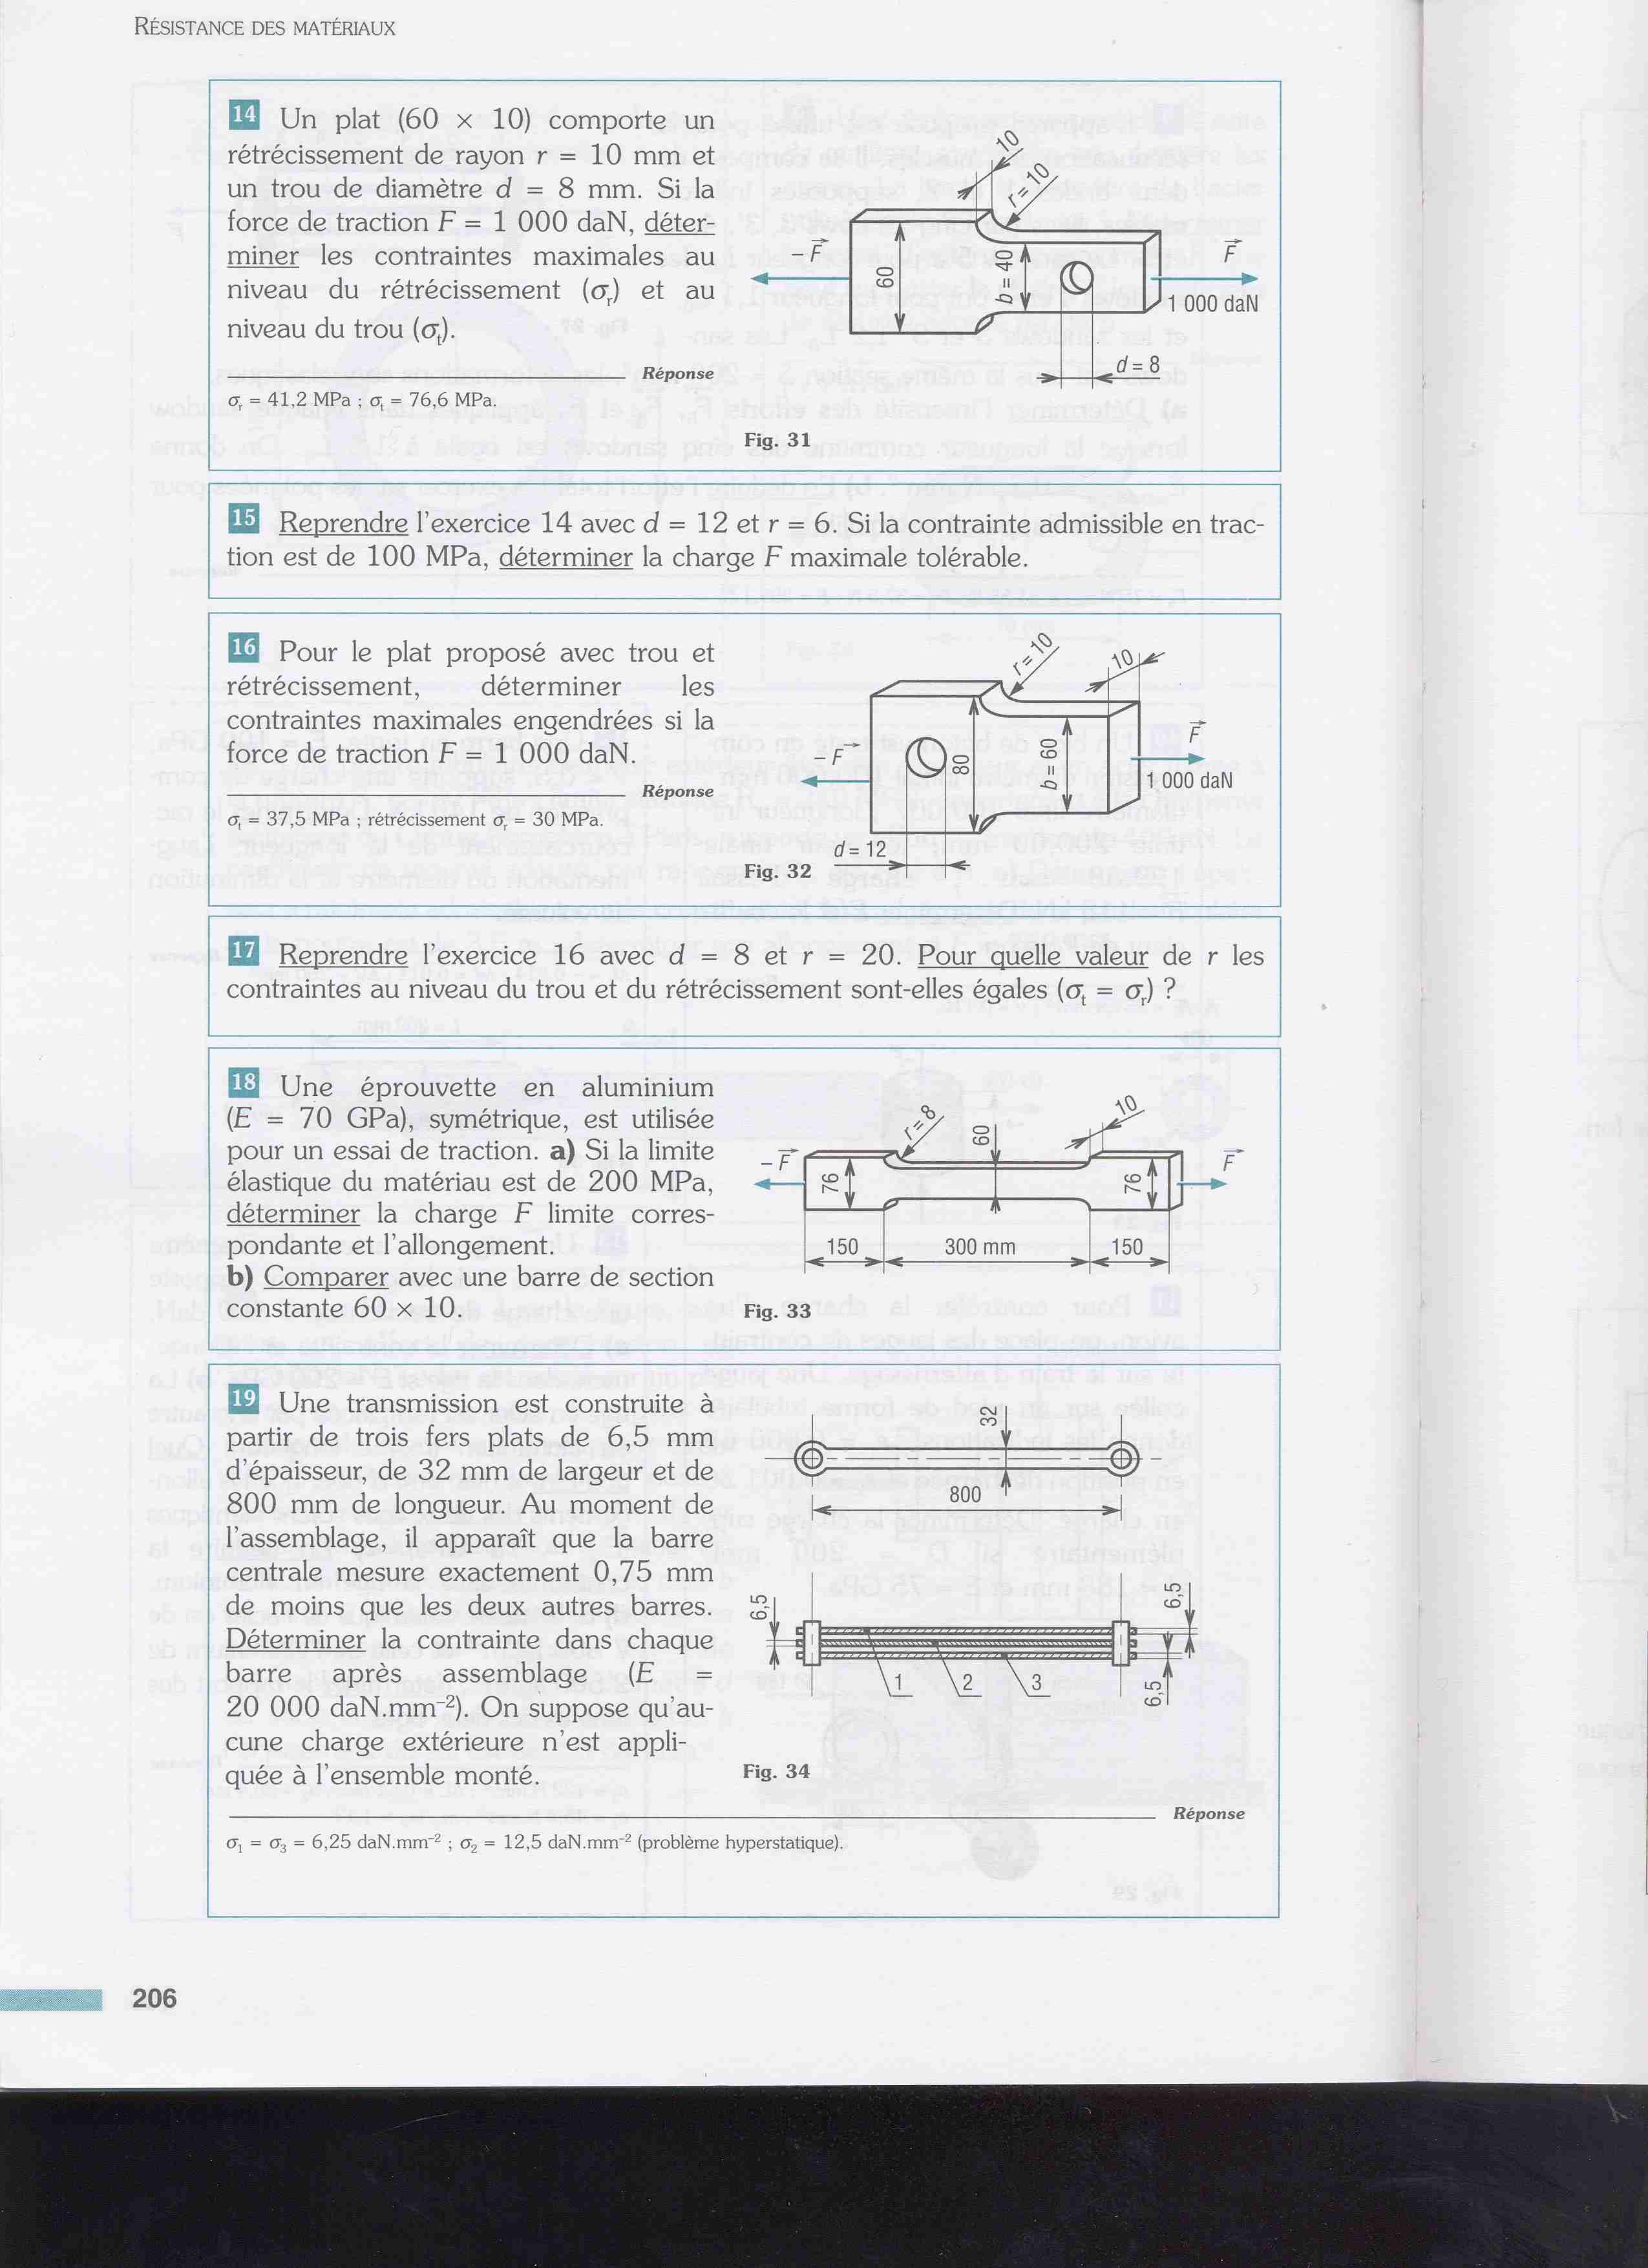 RÉSISTANCE DES MATÉRIAUX
14 Un plat (60 × 10) comporte un
rétrécissement de rayon r = 10 mm et
un trou de diamètre d = 8 mm. Si la
force de traction F = 1 000 daN, déter-
miner les contraintes maximales au
niveau du rétrécissement (σr) et au
niveau du trou (σt).
Réponse
σr = 41,2 MPa ; σt = 76,6 MPa.
10
r = 10
– F
60
b = 40
F
1 000 daN
d = 8
Fig. 31
15 Reprendre l'exercice 14 avec d = 12 et r = 6. Si la contrainte admissible en trac-
tion est de 100 MPa, déterminer la charge F maximale tolérable.
16 Pour le plat proposé avec trou et
rétrécissement, déterminer les
contraintes maximales engendrées si la
force de traction F = 1 000 daN.
Réponse
σt = 37,5 MPa ; rétrécissement σr = 30 MPa.
r = 10
10
– F
80
b = 60
F
1 000 daN
d = 12
Fig. 32
17 Reprendre l'exercice 16 avec d = 8 et r = 20. Pour quelle valeur de r les
contraintes au niveau du trou et du rétrécissement sont-elles égales (σt = σr) ?
18 Une éprouvette en aluminium
(E = 70 GPa), symétrique, est utilisée
pour un essai de traction. a) Si la limite
élastique du matériau est de 200 MPa,
déterminer la charge F limite corres-
pondante et l'allongement.
b) Comparer avec une barre de section
constante 60 × 10.
r = 8
60
10
– F
76
76
F
150
300 mm
150
Fig. 33
19 Une transmission est construite à
partir de trois fers plats de 6,5 mm
d'épaisseur, de 32 mm de largeur et de
800 mm de longueur. Au moment de
l'assemblage, il apparaît que la barre
centrale mesure exactement 0,75 mm
de moins que les deux autres barres.
Déterminer la contrainte dans chaque
barre après assemblage (E =
20 000 daN.mm⁻²). On suppose qu'au-
cune charge extérieure n'est appli-
quée à l'ensemble monté.
32
800
6,5
6,5
1
2
3
6,5
Fig. 34
Réponse
σ1 = σ3 = 6,25 daN.mm⁻² ; σ2 = 12,5 daN.mm⁻² (problème hyperstatique).
206